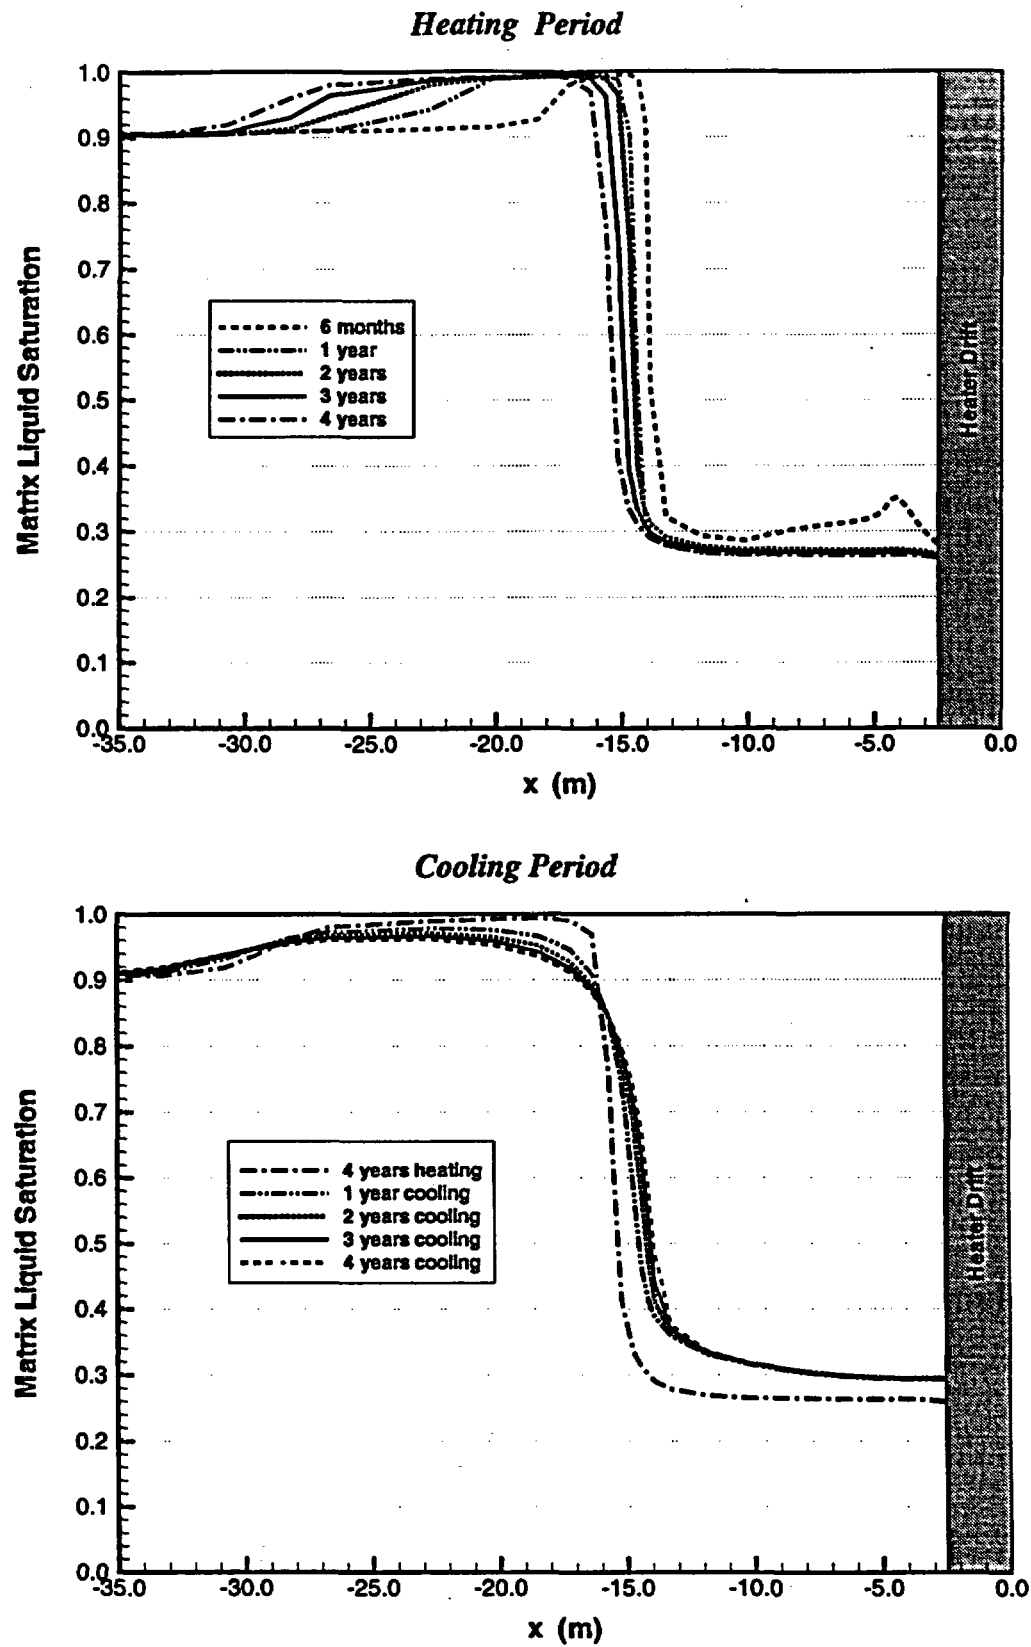 Heating Period
Matrix Liquid Saturation
1.0
0.9
0.8
0.7
0.6
0.5
0.4
0.3
0.2
0.1
0.0
6 months
1 year
2 years
3 years
4 years
Heater Drift
-35.0 -30.0 -25.0 -20.0 -15.0 -10.0 -5.0 0.0
x (m)
Cooling Period
Matrix Liquid Saturation
1.0
0.9
0.8
0.7
0.6
0.5
0.4
0.3
0.2
0.1
0.0
4 years heating
1 year cooling
2 years cooling
3 years cooling
4 years cooling
Heater Drift
-35.0 -30.0 -25.0 -20.0 -15.0 -10.0 -5.0 0.0
x (m)